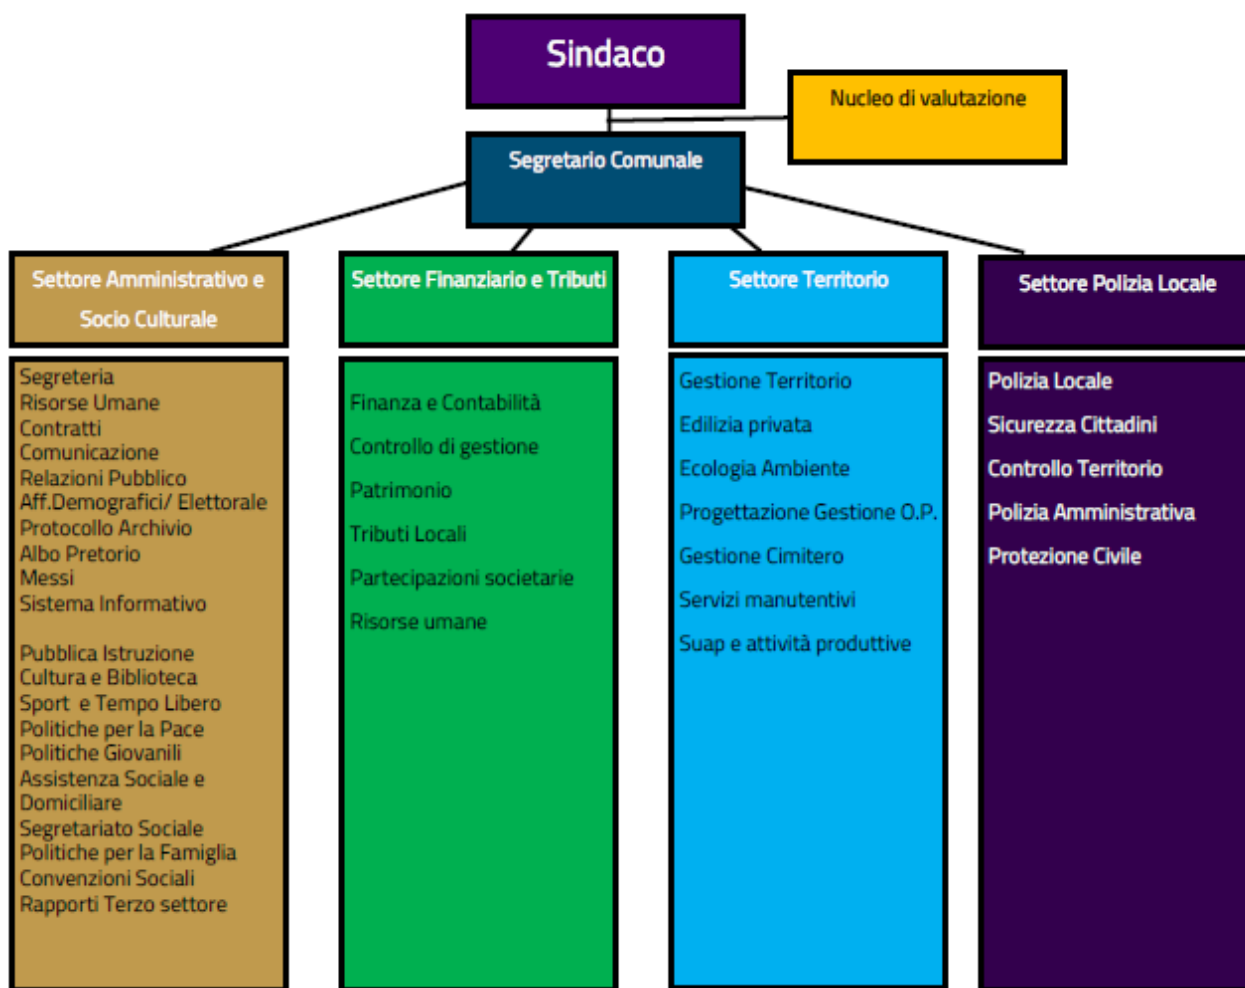 Sindaco
Nucleo di valutazione
Segretario Comunale
Settore Amministrativo e
Socio Culturale
Settore Finanziario e Tributi
Settore Territorio
Settore Polizia Locale
Segreteria
Risorse Umane
Contratti
Comunicazione
Relazioni Pubblico
Aff.Demografici/ Elettorale
Protocollo Archivio
Albo Pretorio
Messi
Sistema Informativo
Pubblica Istruzione
Cultura e Biblioteca
Sport e Tempo Libero
Politiche per la Pace
Politiche Giovanili
Assistenza Sociale e
Domiciliare
Segretariato Sociale
Politiche per la Famiglia
Convenzioni Sociali
Rapporti Terzo settore
Finanza e Contabilità
Controllo di gestione
Patrimonio
Tributi Locali
Partecipazioni societarie
Risorse umane
Gestione Territorio
Edilizia privata
Ecologia Ambiente
Progettazione Gestione O.P.
Gestione Cimitero
Servizi manutentivi
Suap e attività produttive
Polizia Locale
Sicurezza Cittadini
Controllo Territorio
Polizia Amministrativa
Protezione Civile